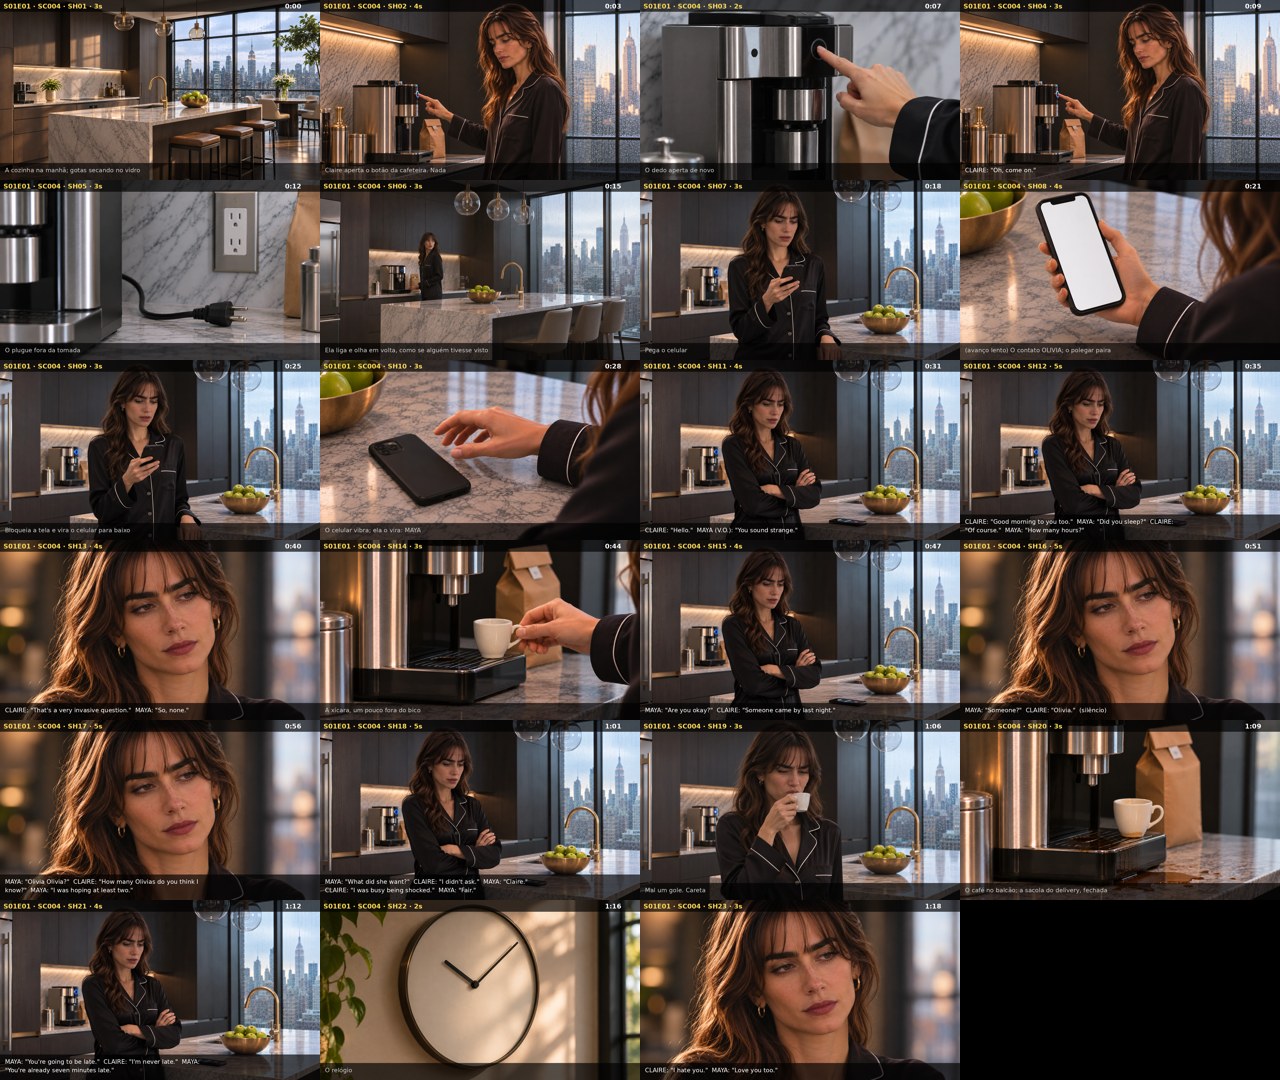 S01E01 · SC004 · SH01 · 3s
0:00
A cozinha na manhã; gotas secando no vidro
S01E01 · SC004 · SH02 · 4s
0:03
Claire aperta o botão da cafeteira. Nada
S01E01 · SC004 · SH03 · 2s
0:07
O dedo aperta de novo
S01E01 · SC004 · SH04 · 3s
0:09
CLAIRE: "Oh, come on."
S01E01 · SC004 · SH05 · 3s
0:12
O plugue fora da tomada
S01E01 · SC004 · SH06 · 3s
0:15
Ela liga e olha em volta, como se alguém tivesse visto
S01E01 · SC004 · SH07 · 3s
0:18
Pega o celular
S01E01 · SC004 · SH08 · 4s
0:21
(avanço lento) O contato OLIVIA; o polegar paira
S01E01 · SC004 · SH09 · 3s
0:25
Bloqueia a tela e vira o celular para baixo
S01E01 · SC004 · SH10 · 3s
0:28
O celular vibra; ela o vira: MAYA
S01E01 · SC004 · SH11 · 4s
0:31
CLAIRE: "Hello." MAYA (V.O.): "You sound strange."
S01E01 · SC004 · SH12 · 5s
0:35
CLAIRE: "Good morning to you too." MAYA: "Did you sleep?" CLAIRE:
"Of course." MAYA: "How many hours?"
S01E01 · SC004 · SH13 · 4s
0:40
CLAIRE: "That's a very invasive question." MAYA: "So, none."
S01E01 · SC004 · SH14 · 3s
0:44
A xícara, um pouco fora do bico
S01E01 · SC004 · SH15 · 4s
0:47
MAYA: "Are you okay?" CLAIRE: "Someone came by last night."
S01E01 · SC004 · SH16 · 5s
0:51
MAYA: "Someone?" CLAIRE: "Olivia." (silêncio)
S01E01 · SC004 · SH17 · 5s
0:56
MAYA: "Olivia Olivia?" CLAIRE: "How many Olivias do you think I
know?" MAYA: "I was hoping at least two."
S01E01 · SC004 · SH18 · 5s
1:01
MAYA: "What did she want?" CLAIRE: "I didn't ask." MAYA: "Claire."
CLAIRE: "I was busy being shocked." MAYA: "Fair."
S01E01 · SC004 · SH19 · 3s
1:06
Mal um gole. Careta
S01E01 · SC004 · SH20 · 3s
1:09
O café no balcão; a sacola do delivery, fechada
S01E01 · SC004 · SH21 · 4s
1:12
MAYA: "You're going to be late." CLAIRE: "I'm never late." MAYA:
"You're already seven minutes late."
S01E01 · SC004 · SH22 · 2s
1:16
O relógio
S01E01 · SC004 · SH23 · 3s
1:18
CLAIRE: "I hate you." MAYA: "Love you too."